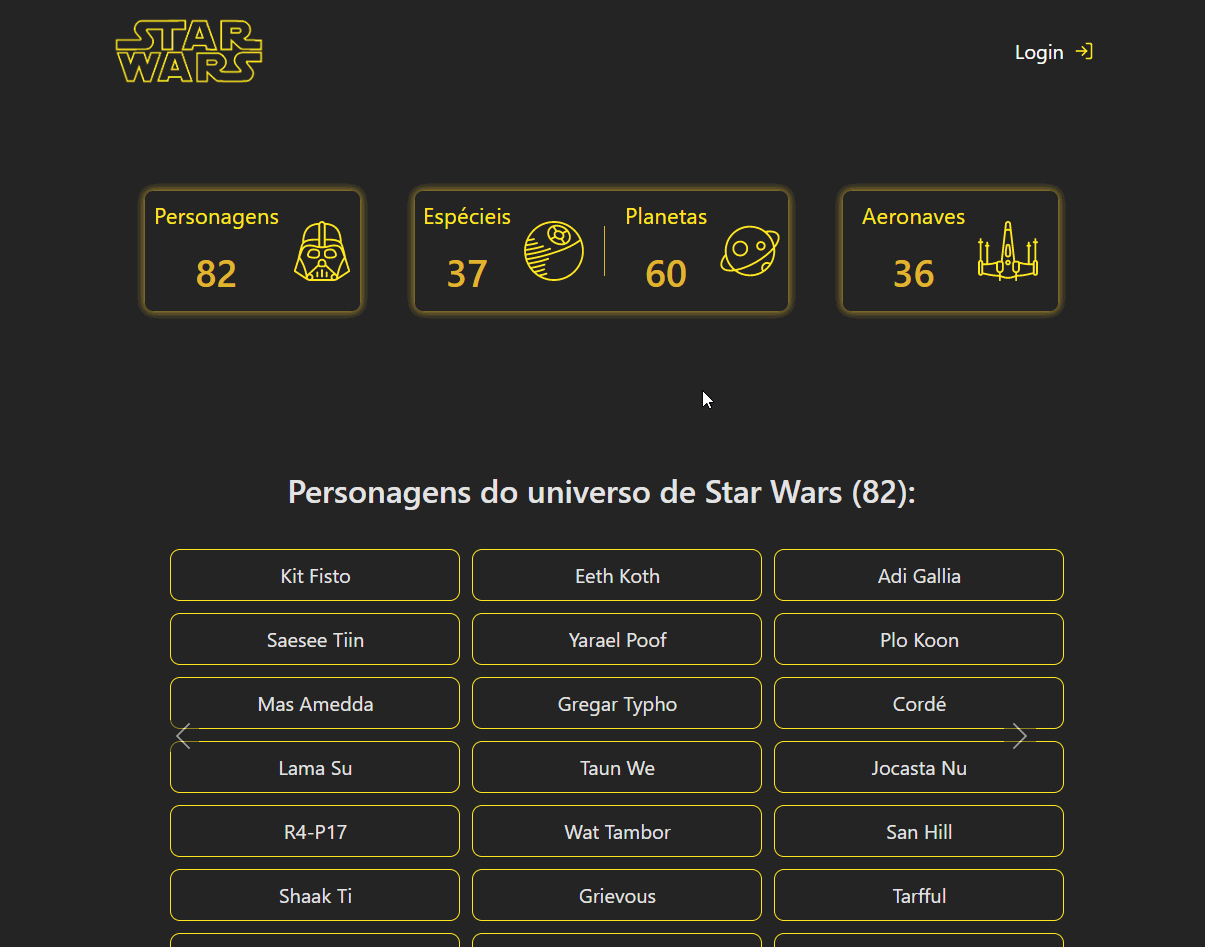 STAR
WARS
Login
Personagens
82
Espécieis
37
Planetas
60
Aeronaves
36
Personagens do universo de Star Wars (82):
Kit Fisto
Eeth Koth
Adi Gallia
Saesee Tiin
Yarael Poof
Plo Koon
Mas Amedda
Gregar Typho
Cordé
Lama Su
Taun We
Jocasta Nu
R4-P17
Wat Tambor
San Hill
Shaak Ti
Grievous
Tarfful